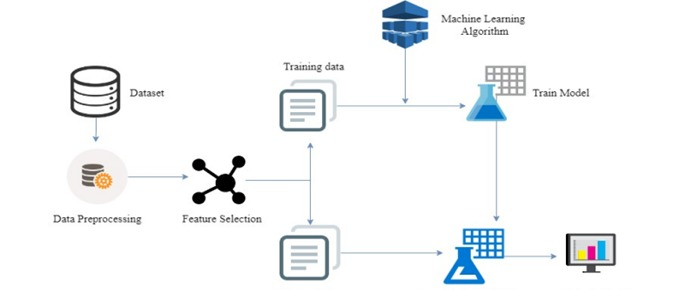 Machine Learning
Algorithm
Training data
Dataset
Train Model
Data Preprocessing
Feature Selection